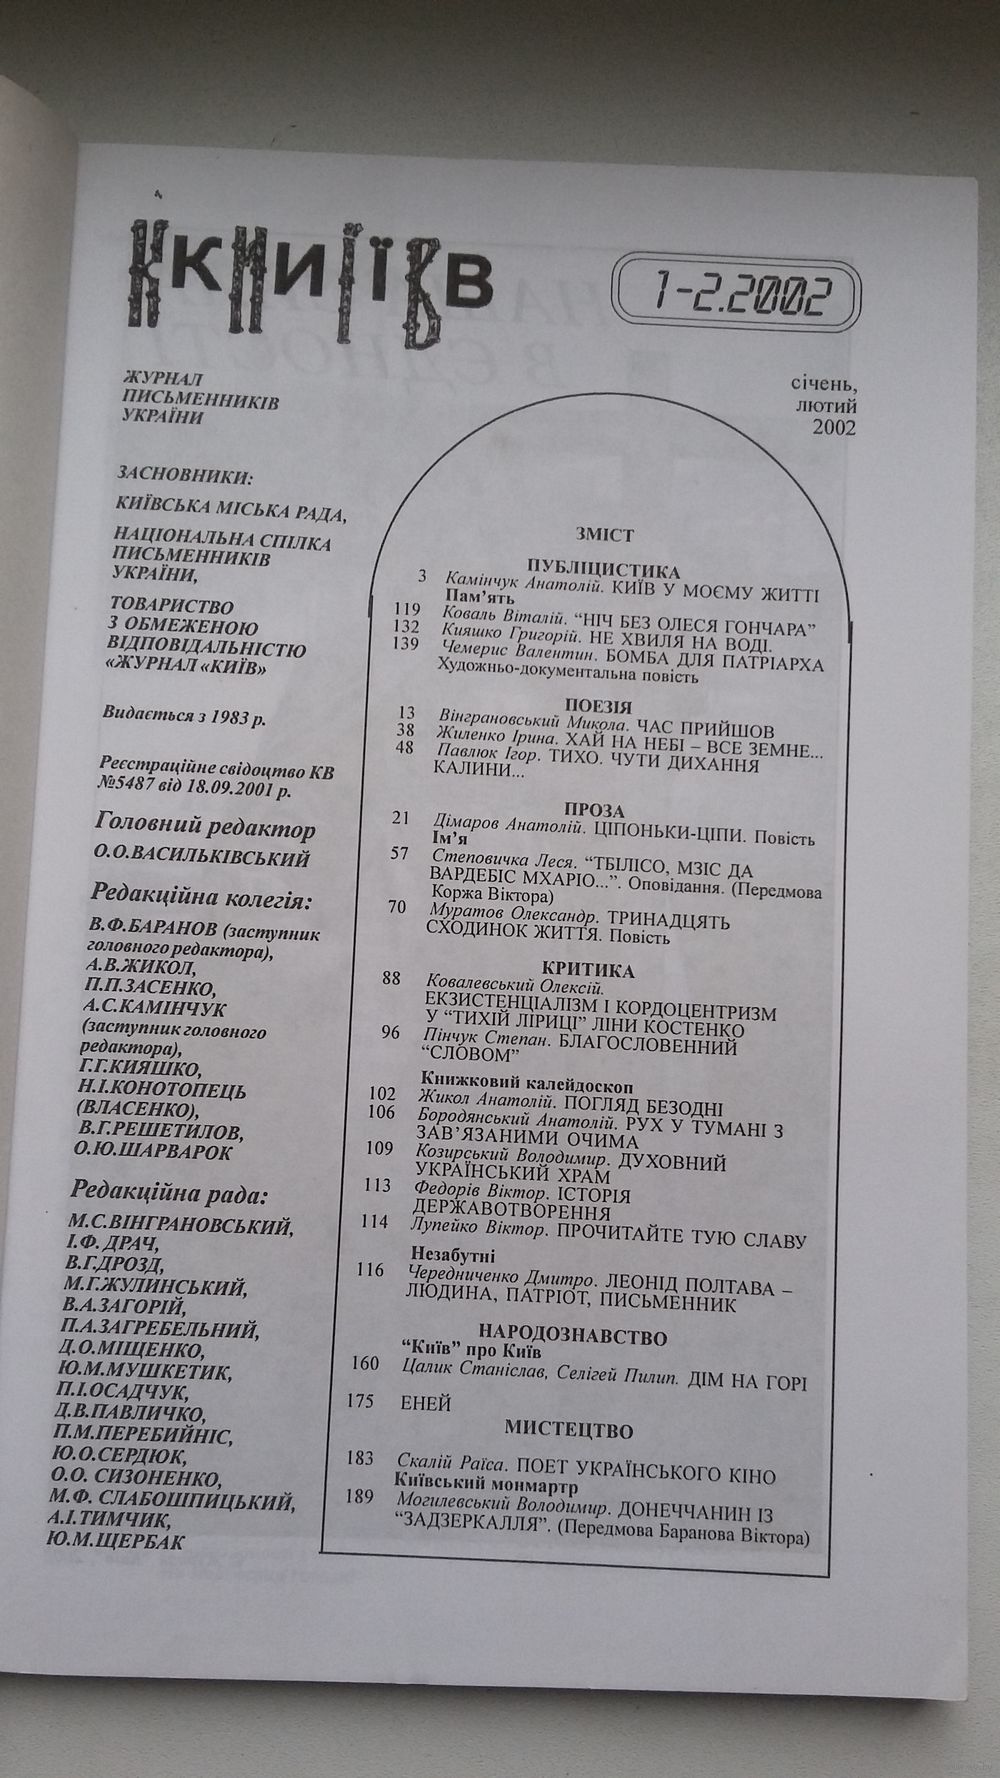 ККИИЇЇВВ
1-2.2002
ЖУРНАЛ
ПИСЬМЕННИКІВ
УКРАЇНИ
січень,
лютий
2002
ЗАСНОВНИКИ:
КИЇВСЬКА МІСЬКА РАДА,
НАЦІОНАЛЬНА СПІЛКА
ПИСЬМЕННИКІВ
УКРАЇНИ,
ТОВАРИСТВО
З ОБМЕЖЕНОЮ
ВІДПОВІДАЛЬНІСТЮ
«ЖУРНАЛ «КИЇВ»
Видається з 1983 р.
Реєстраційне свідоцтво КВ
№5487 від 18.09.2001 р.
Головний редактор
О.О.ВАСИЛЬКІВСЬКИЙ
Редакційна колегія:
В.Ф.БАРАНОВ (заступник
головного редактора),
А.В.ЖИКОЛ,
П.П.ЗАСЕНКО,
А.С.КАМІНЧУК
(заступник головного
редактора),
Г.Г.КИЯШКО,
Н.І.КОНОТОПЕЦЬ
(ВЛАСЕНКО),
В.Г.РЕШЕТИЛОВ,
О.Ю.ШАРВАРОК
Редакційна рада:
М.С.ВІНГРАНОВСЬКИЙ,
І.Ф. ДРАЧ,
В.Г.ДРОЗД,
М.Г.ЖУЛИНСЬКИЙ,
В.А.ЗАГОРІЙ,
П.А.ЗАГРЕБЕЛЬНИЙ,
Д.О.МІЩЕНКО,
Ю.М.МУШКЕТИК,
П.І.ОСАДЧУК,
Д.В.ПАВЛИЧКО,
П.М.ПЕРЕБИЙНІС,
Ю.О.СЕРДЮК,
О.О. СИЗОНЕНКО,
М.Ф. СЛАБОШПИЦЬКИЙ,
А.І.ТИМЧИК,
Ю.М.ЩЕРБАК
ЗМІСТ
ПУБЛІЦИСТИКА
3 Камінчук Анатолій. КИЇВ У МОЄМУ ЖИТТІ
Пам’ять
119 Коваль Віталій. “НІЧ БЕЗ ОЛЕСЯ ГОНЧАРА”
132 Кияшко Григорій. НЕ ХВИЛЯ НА ВОДІ.
139 Чемерис Валентин. БОМБА ДЛЯ ПАТРІАРХА
Художньо-документальна повість
ПОЕЗІЯ
13 Вінграновський Микола. ЧАС ПРИЙШОВ
38 Жиленко Ірина. ХАЙ НА НЕБІ – ВСЕ ЗЕМНЕ...
48 Павлюк Ігор. ТИХО. ЧУТИ ДИХАННЯ
КАЛИНИ...
ПРОЗА
21 Дімаров Анатолій. ЦІПОНЬКИ-ЦІПИ. Повість
Ім’я
57 Степовичка Леся. “ТБІЛІСО, МЗІС ДА
ВАРДЕБІС МХАРІО...”. Оповідання. (Передмова
Коржа Віктора)
70 Муратов Олександр. ТРИНАДЦЯТЬ
СХОДИНОК ЖИТТЯ. Повість
КРИТИКА
88 Ковалевський Олексій.
ЕКЗИСТЕНЦІАЛІЗМ І КОРДОЦЕНТРИЗМ
У “ТИХІЙ ЛІРИЦІ” ЛІНИ КОСТЕНКО
96 Пінчук Степан. БЛАГОСЛОВЕННИЙ
“СЛОВОМ”
Книжковий калейдоскоп
102 Жикол Анатолій. ПОГЛЯД БЕЗОДНІ
106 Бородянський Анатолій. РУХ У ТУМАНІ З
ЗАВ’ЯЗАНИМИ ОЧИМА
109 Козирський Володимир. ДУХОВНИЙ
УКРАЇНСЬКИЙ ХРАМ
113 Федорів Віктор. ІСТОРІЯ
ДЕРЖАВОТВОРЕННЯ
114 Лупейко Віктор. ПРОЧИТАЙТЕ ТУЮ СЛАВУ
Незабутні
116 Чередниченко Дмитро. ЛЕОНІД ПОЛТАВА –
ЛЮДИНА, ПАТРІОТ, ПИСЬМЕННИК
НАРОДОЗНАВСТВО
“Київ” про Київ
160 Цалик Станіслав, Селігей Пилип. ДІМ НА ГОРІ
175 ЕНЕЙ
МИСТЕЦТВО
183 Скалій Раїса. ПОЕТ УКРАЇНСЬКОГО КІНО
Київський монмартр
189 Могилевський Володимир. ДОНЕЧЧАНИН ІЗ
“ЗАДЗЕРКАЛЛЯ”. (Передмова Баранова Віктора)